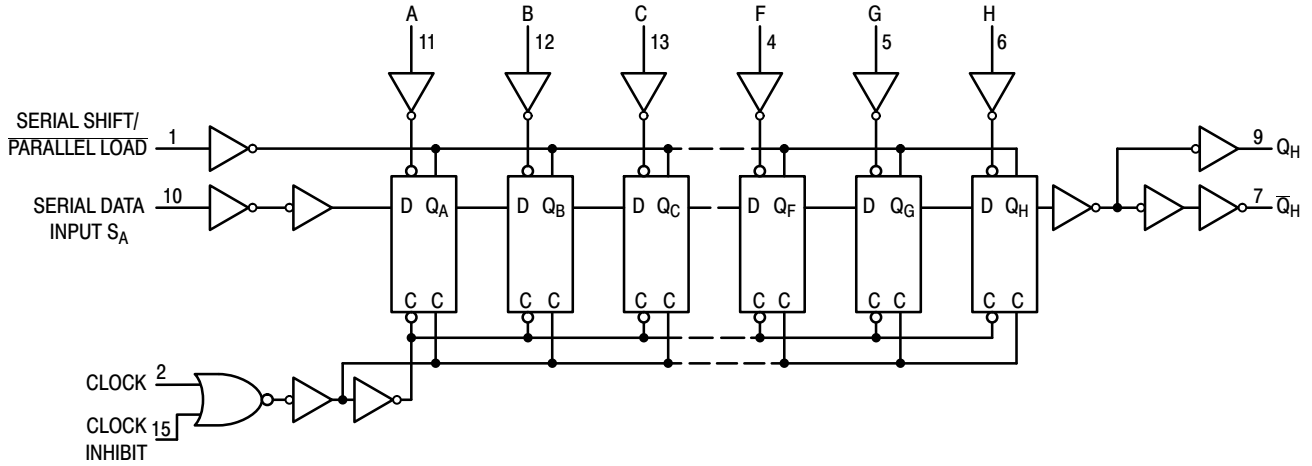 A B C F G H
11 12 13 4 5 6
SERIAL SHIFT/
PARALLEL LOAD 1
9 Q_H
SERIAL DATA
INPUT S_A
10
D Q_A D Q_B D Q_C D Q_F D Q_G D Q_H
7 Q̅_H
C C C C C C C C C C C C
CLOCK 2
CLOCK
INHIBIT
15